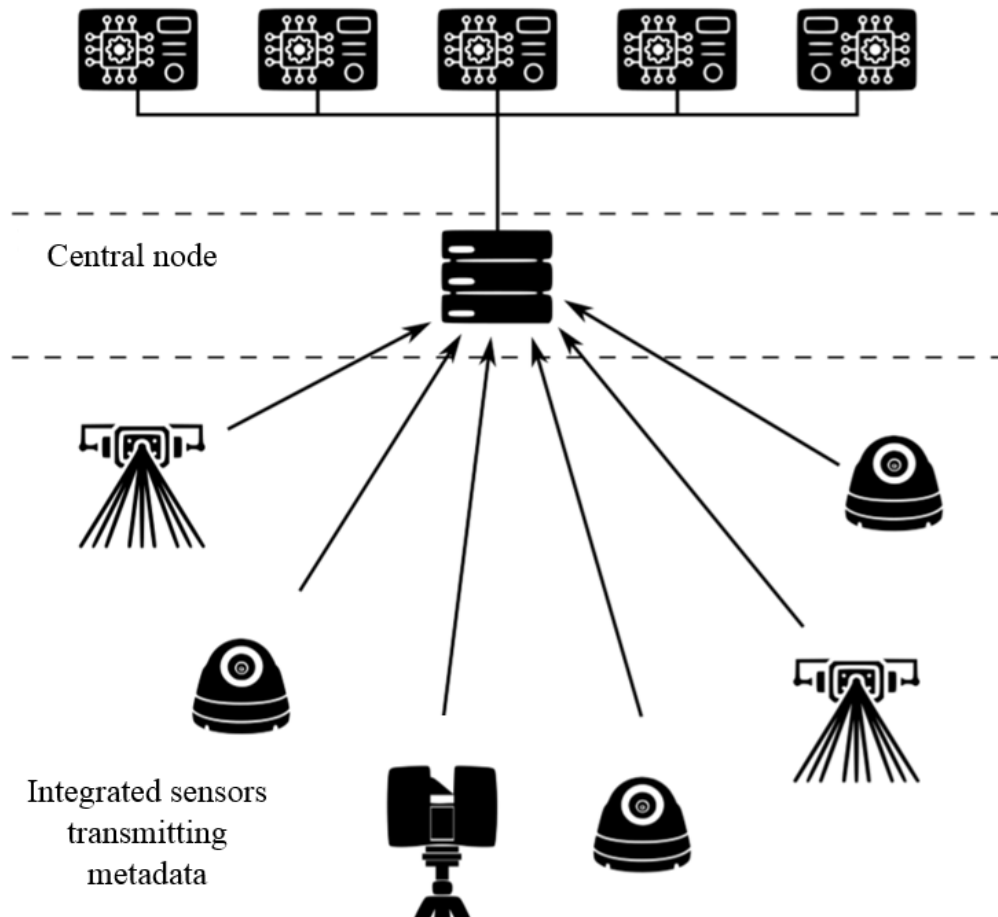 Central node
Integrated sensors
transmitting
metadata